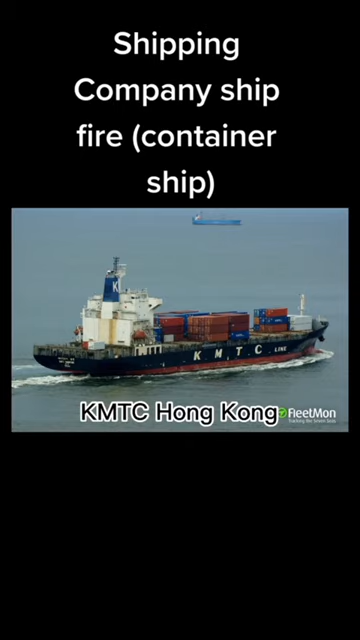 Shipping
Company ship
fire (container
ship)
K
K M T C LINE
KMTC Hong Kong
FleetMon